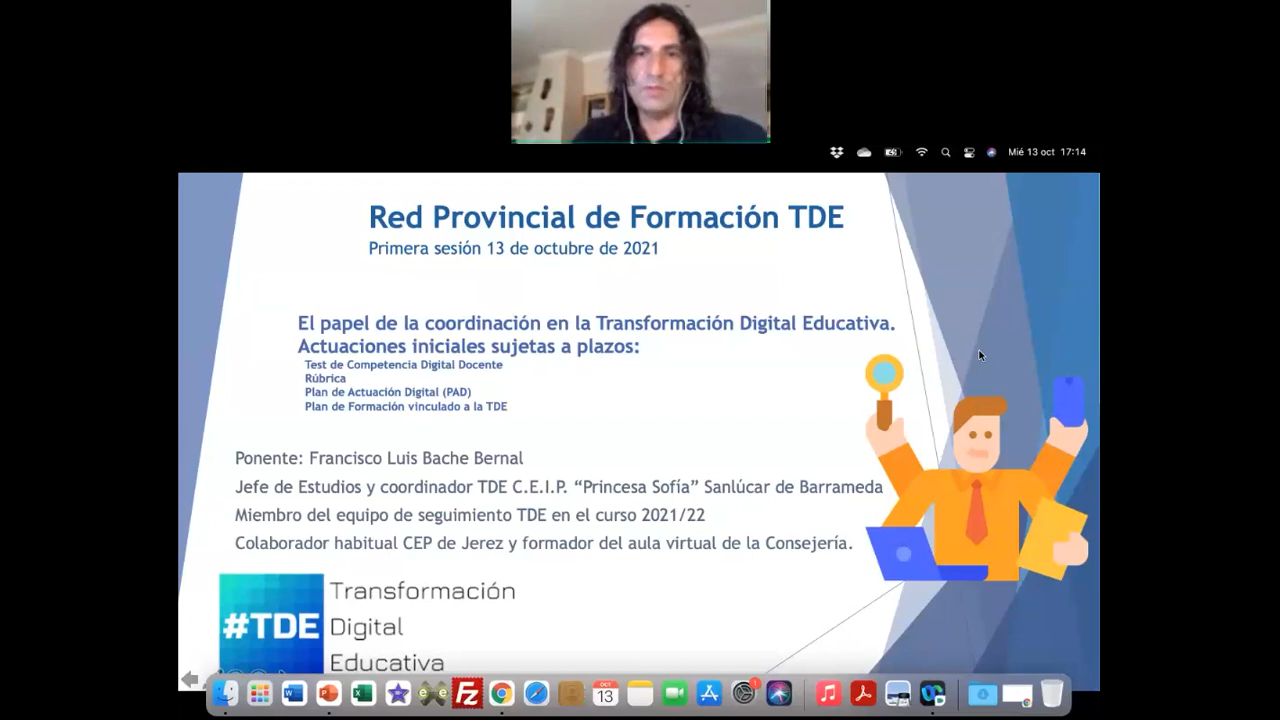 Mié 13 oct 17:14
Red Provincial de Formación TDE
Primera sesión 13 de octubre de 2021
El papel de la coordinación en la Transformación Digital Educativa.
Actuaciones iniciales sujetas a plazos:
Test de Competencia Digital Docente
Rúbrica
Plan de Actuación Digital (PAD)
Plan de Formación vinculado a la TDE
Ponente: Francisco Luis Bache Bernal
Jefe de Estudios y coordinador TDE C.E.I.P. “Princesa Sofía” Sanlúcar de Barrameda
Miembro del equipo de seguimiento TDE en el curso 2021/22
Colaborador habitual CEP de Jerez y formador del aula virtual de la Consejería.
#TDE
Transformación
Digital
Educativa
OCT
13